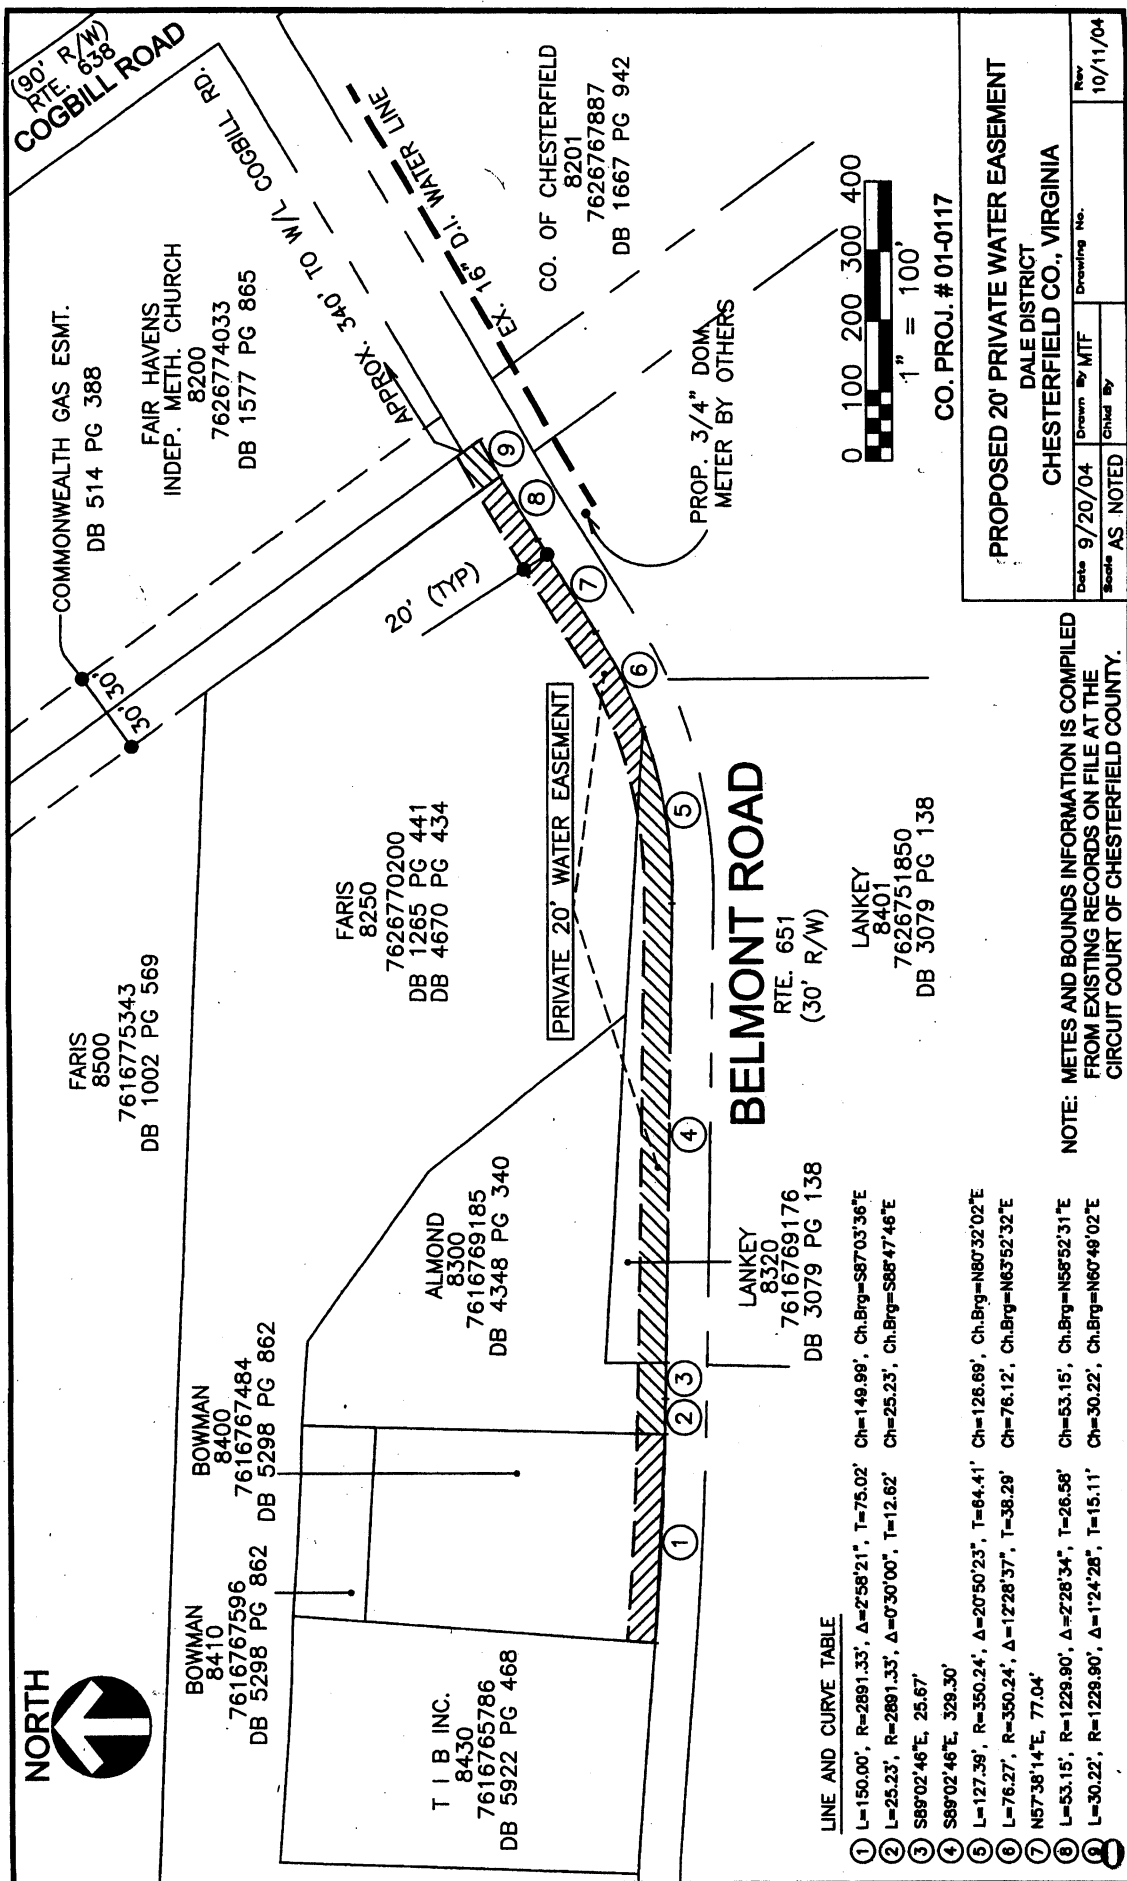 NORTH
(90' R/W)
RTE. 638
COGBILL ROAD
COMMONWEALTH GAS ESMT.
DB 514 PG 388
30' 30'
FAIR HAVENS
INDEP. METH. CHURCH
8200
7626774033
DB 1577 PG 865
APPROX. 340' TO W/L COGBILL RD.
EX. 16" D.I. WATER LINE
CO. OF CHESTERFIELD
8201
7626767887
DB 1667 PG 942
FARIS
8500
7616775343
DB 1002 PG 569
FARIS
8250
7626770200
DB 1265 PG 441
DB 4670 PG 434
20' (TYP)
PRIVATE 20' WATER EASEMENT
PROP. 3/4" DOM.
METER BY OTHERS
BOWMAN
8410
7616767596
DB 5298 PG 862
BOWMAN
8400
7616767484
DB 5298 PG 862
T I B INC.
8430
7616765786
DB 5922 PG 468
ALMOND
8300
7616769185
DB 4348 PG 340
1
2
3
4
5
6
7
8
9
LANKEY
8320
7616769176
DB 3079 PG 138
BELMONT ROAD
RTE. 651
(30' R/W)
LANKEY
8401
7626751850
DB 3079 PG 138
0 100 200 300 400
1" = 100'
CO. PROJ. # 01-0117
LINE AND CURVE TABLE
1 L=150.00', R=2891.33', Δ=2°58'21", T=75.02' Ch=149.99', Ch.Brg=S87°03'36"E
2 L=25.23', R=2891.33', Δ=0°30'00", T=12.62' Ch=25.23', Ch.Brg=S88°47'46"E
3 S89°02'46"E, 25.67'
4 S89°02'46"E, 329.30'
5 L=127.39', R=350.24', Δ=20°50'23", T=64.41' Ch=126.69', Ch.Brg=N80°32'02"E
6 L=76.27', R=350.24', Δ=12°28'37", T=38.29' Ch=76.12', Ch.Brg=N63°52'32"E
7 N57°38'14"E, 77.04'
8 L=53.15', R=1229.90', Δ=2°28'34", T=26.58' Ch=53.15', Ch.Brg=N58°52'31"E
9 L=30.22', R=1229.90', Δ=1°24'28", T=15.11' Ch=30.22', Ch.Brg=N60°49'02"E
NOTE: METES AND BOUNDS INFORMATION IS COMPILED
FROM EXISTING RECORDS ON FILE AT THE
CIRCUIT COURT OF CHESTERFIELD COUNTY.
PROPOSED 20' PRIVATE WATER EASEMENT
DALE DISTRICT
CHESTERFIELD CO., VIRGINIA
Date 9/20/04
Drawn By MTF
Drawing No.
Rev 10/11/04
Scale AS NOTED
Chkd By